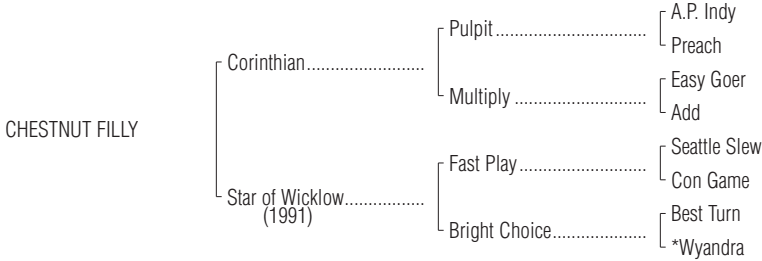 A.P. Indy
Pulpit
Preach
Corinthian
Easy Goer
Multiply
Add
CHESTNUT FILLY
Seattle Slew
Fast Play
Con Game
Star of Wicklow
(1991)
Best Turn
Bright Choice
*Wyandra